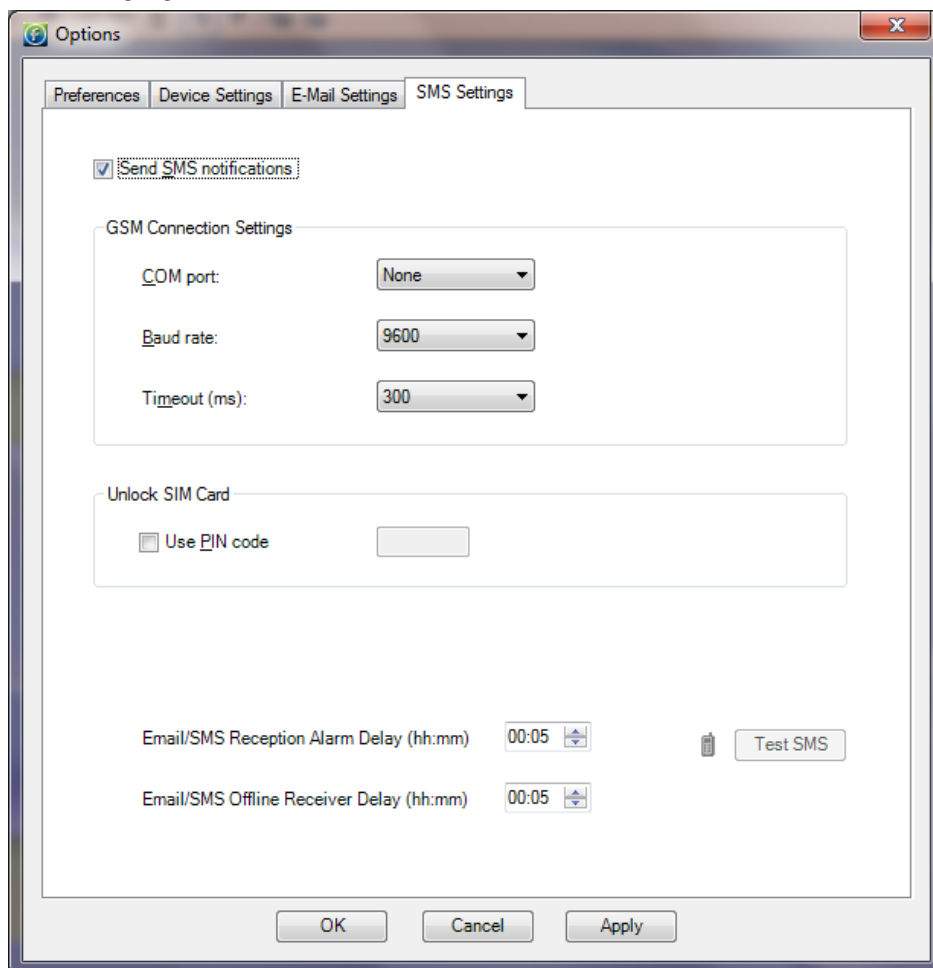 Options
Preferences Device Settings E-Mail Settings SMS Settings
Send SMS notifications
GSM Connection Settings
COM port: None
Baud rate: 9600
Timeout (ms): 300
Unlock SIM Card
Use PIN code
Email/SMS Reception Alarm Delay (hh:mm) 00:05 Test SMS
Email/SMS Offline Receiver Delay (hh:mm) 00:05
OK Cancel Apply